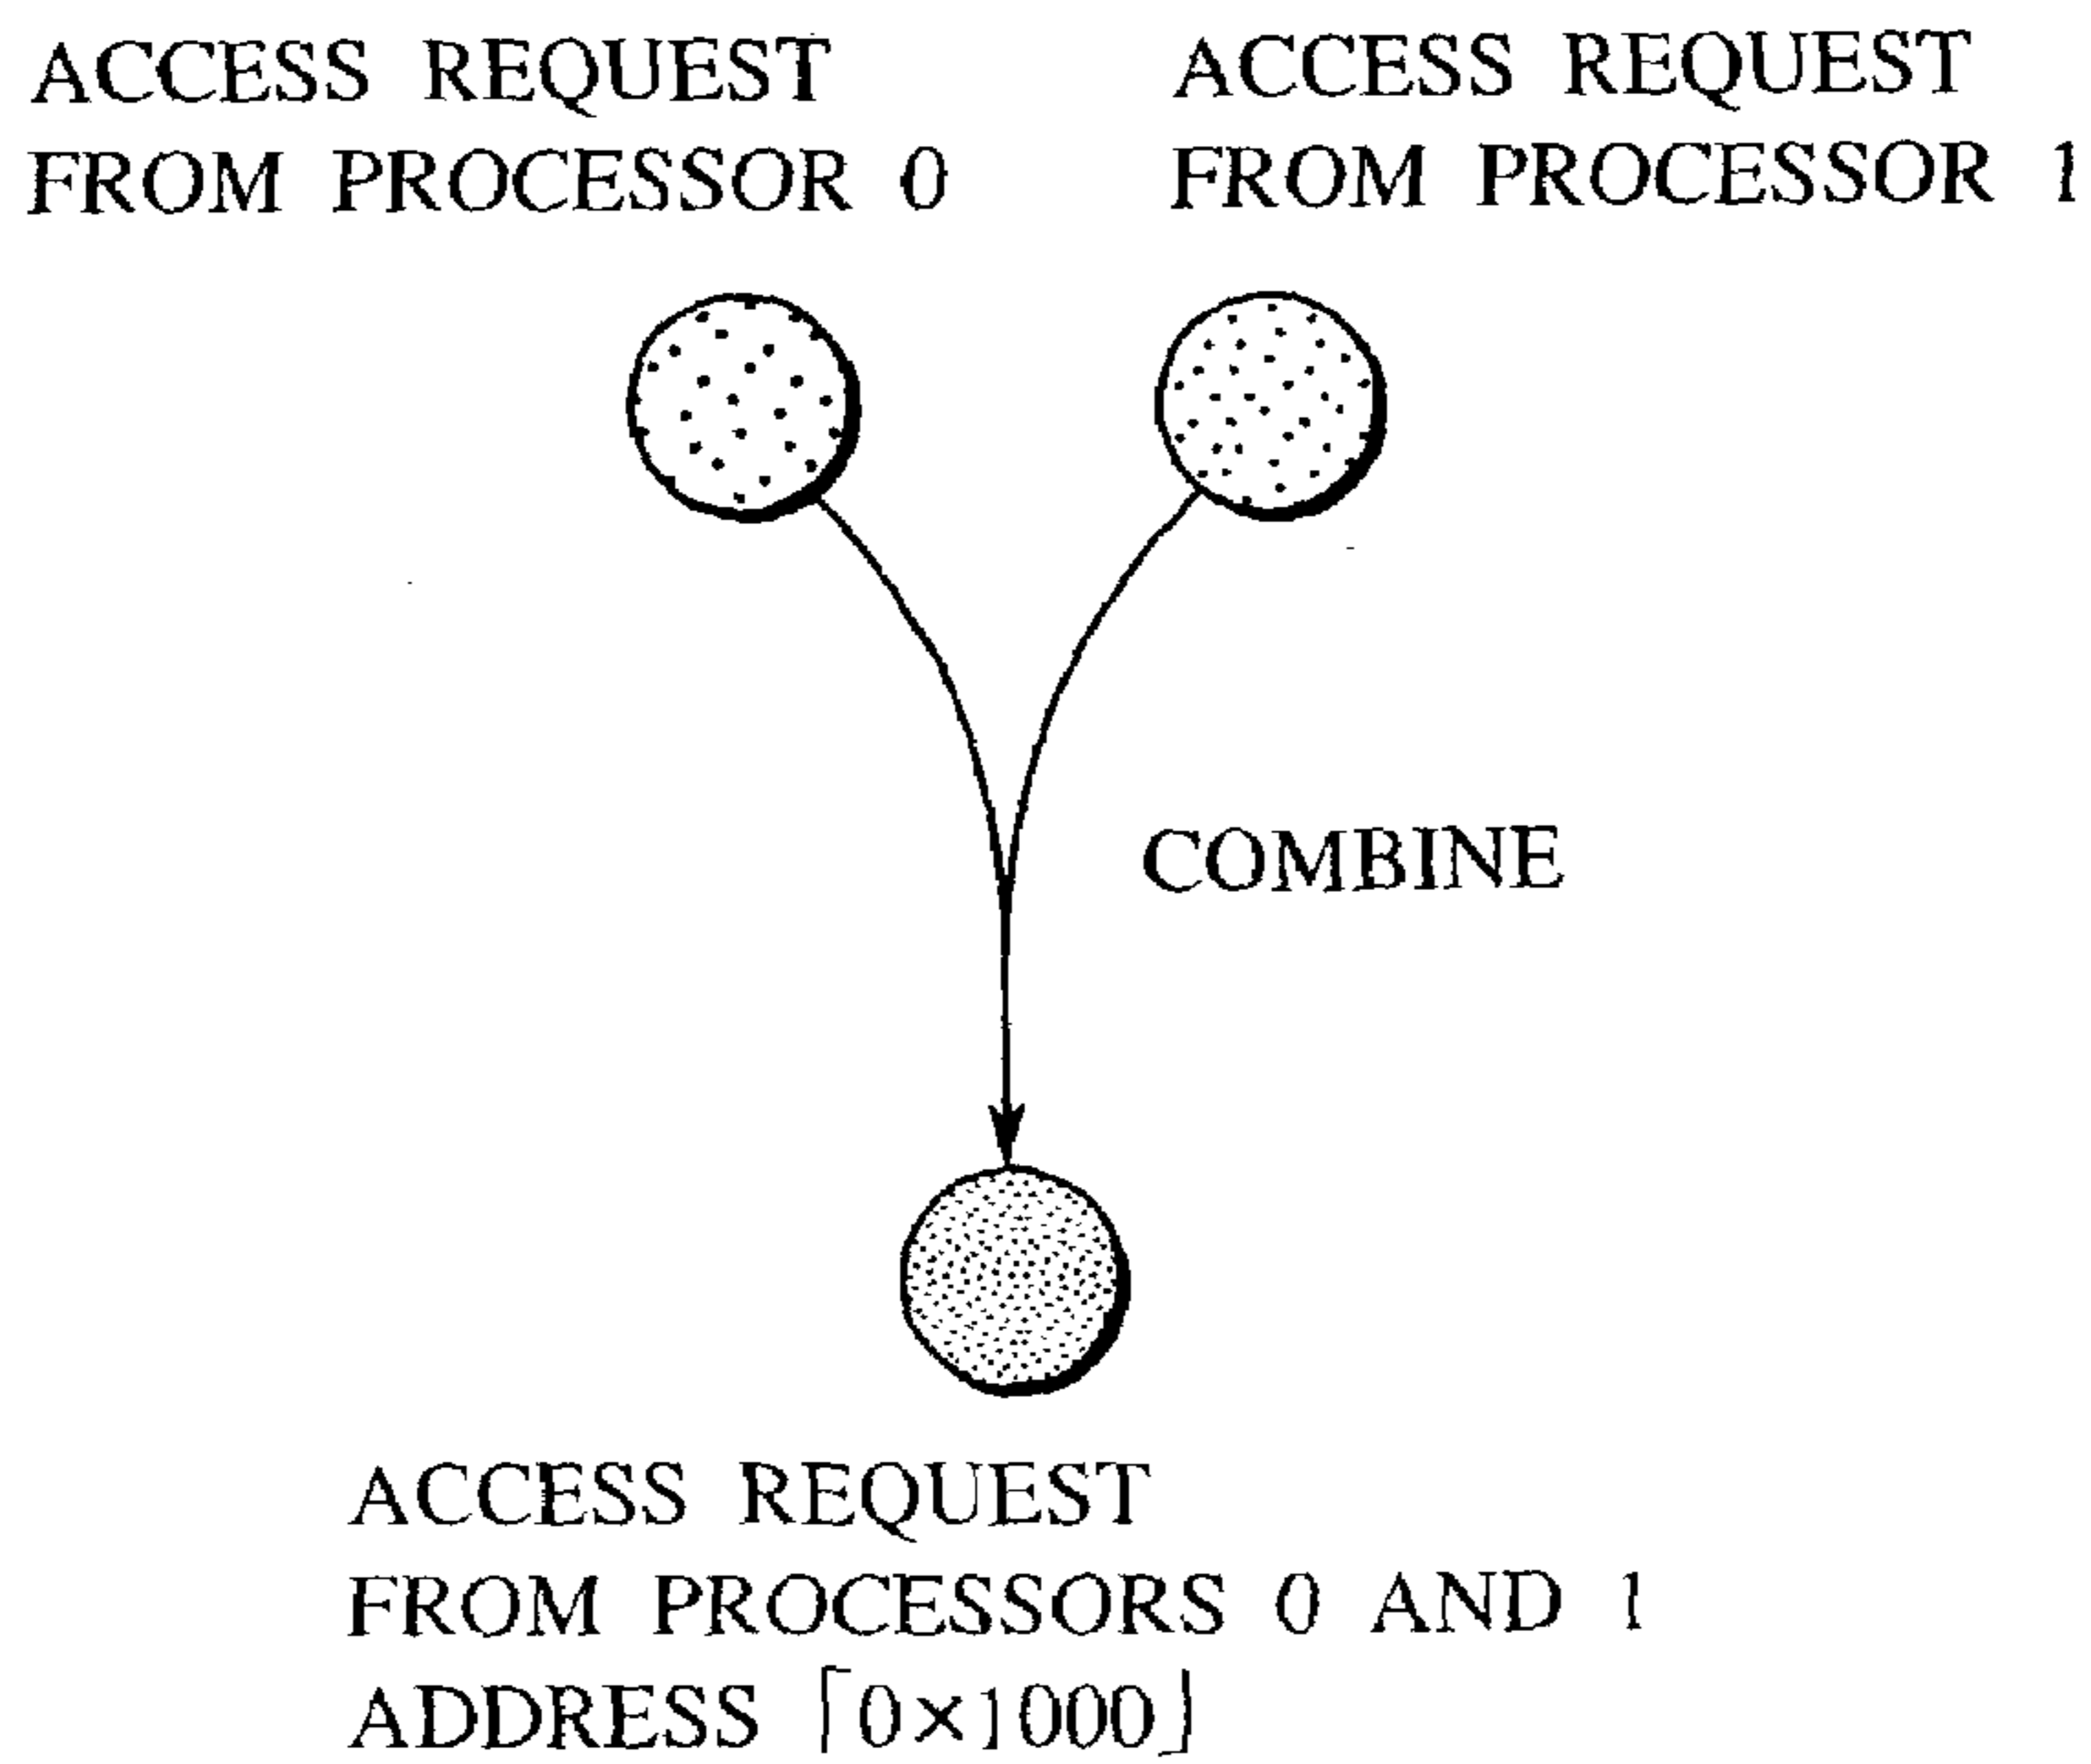 ACCESS REQUEST
FROM PROCESSOR 0
ACCESS REQUEST
FROM PROCESSOR 1
COMBINE
ACCESS REQUEST
FROM PROCESSORS 0 AND 1
ADDRESS 「0×1000」